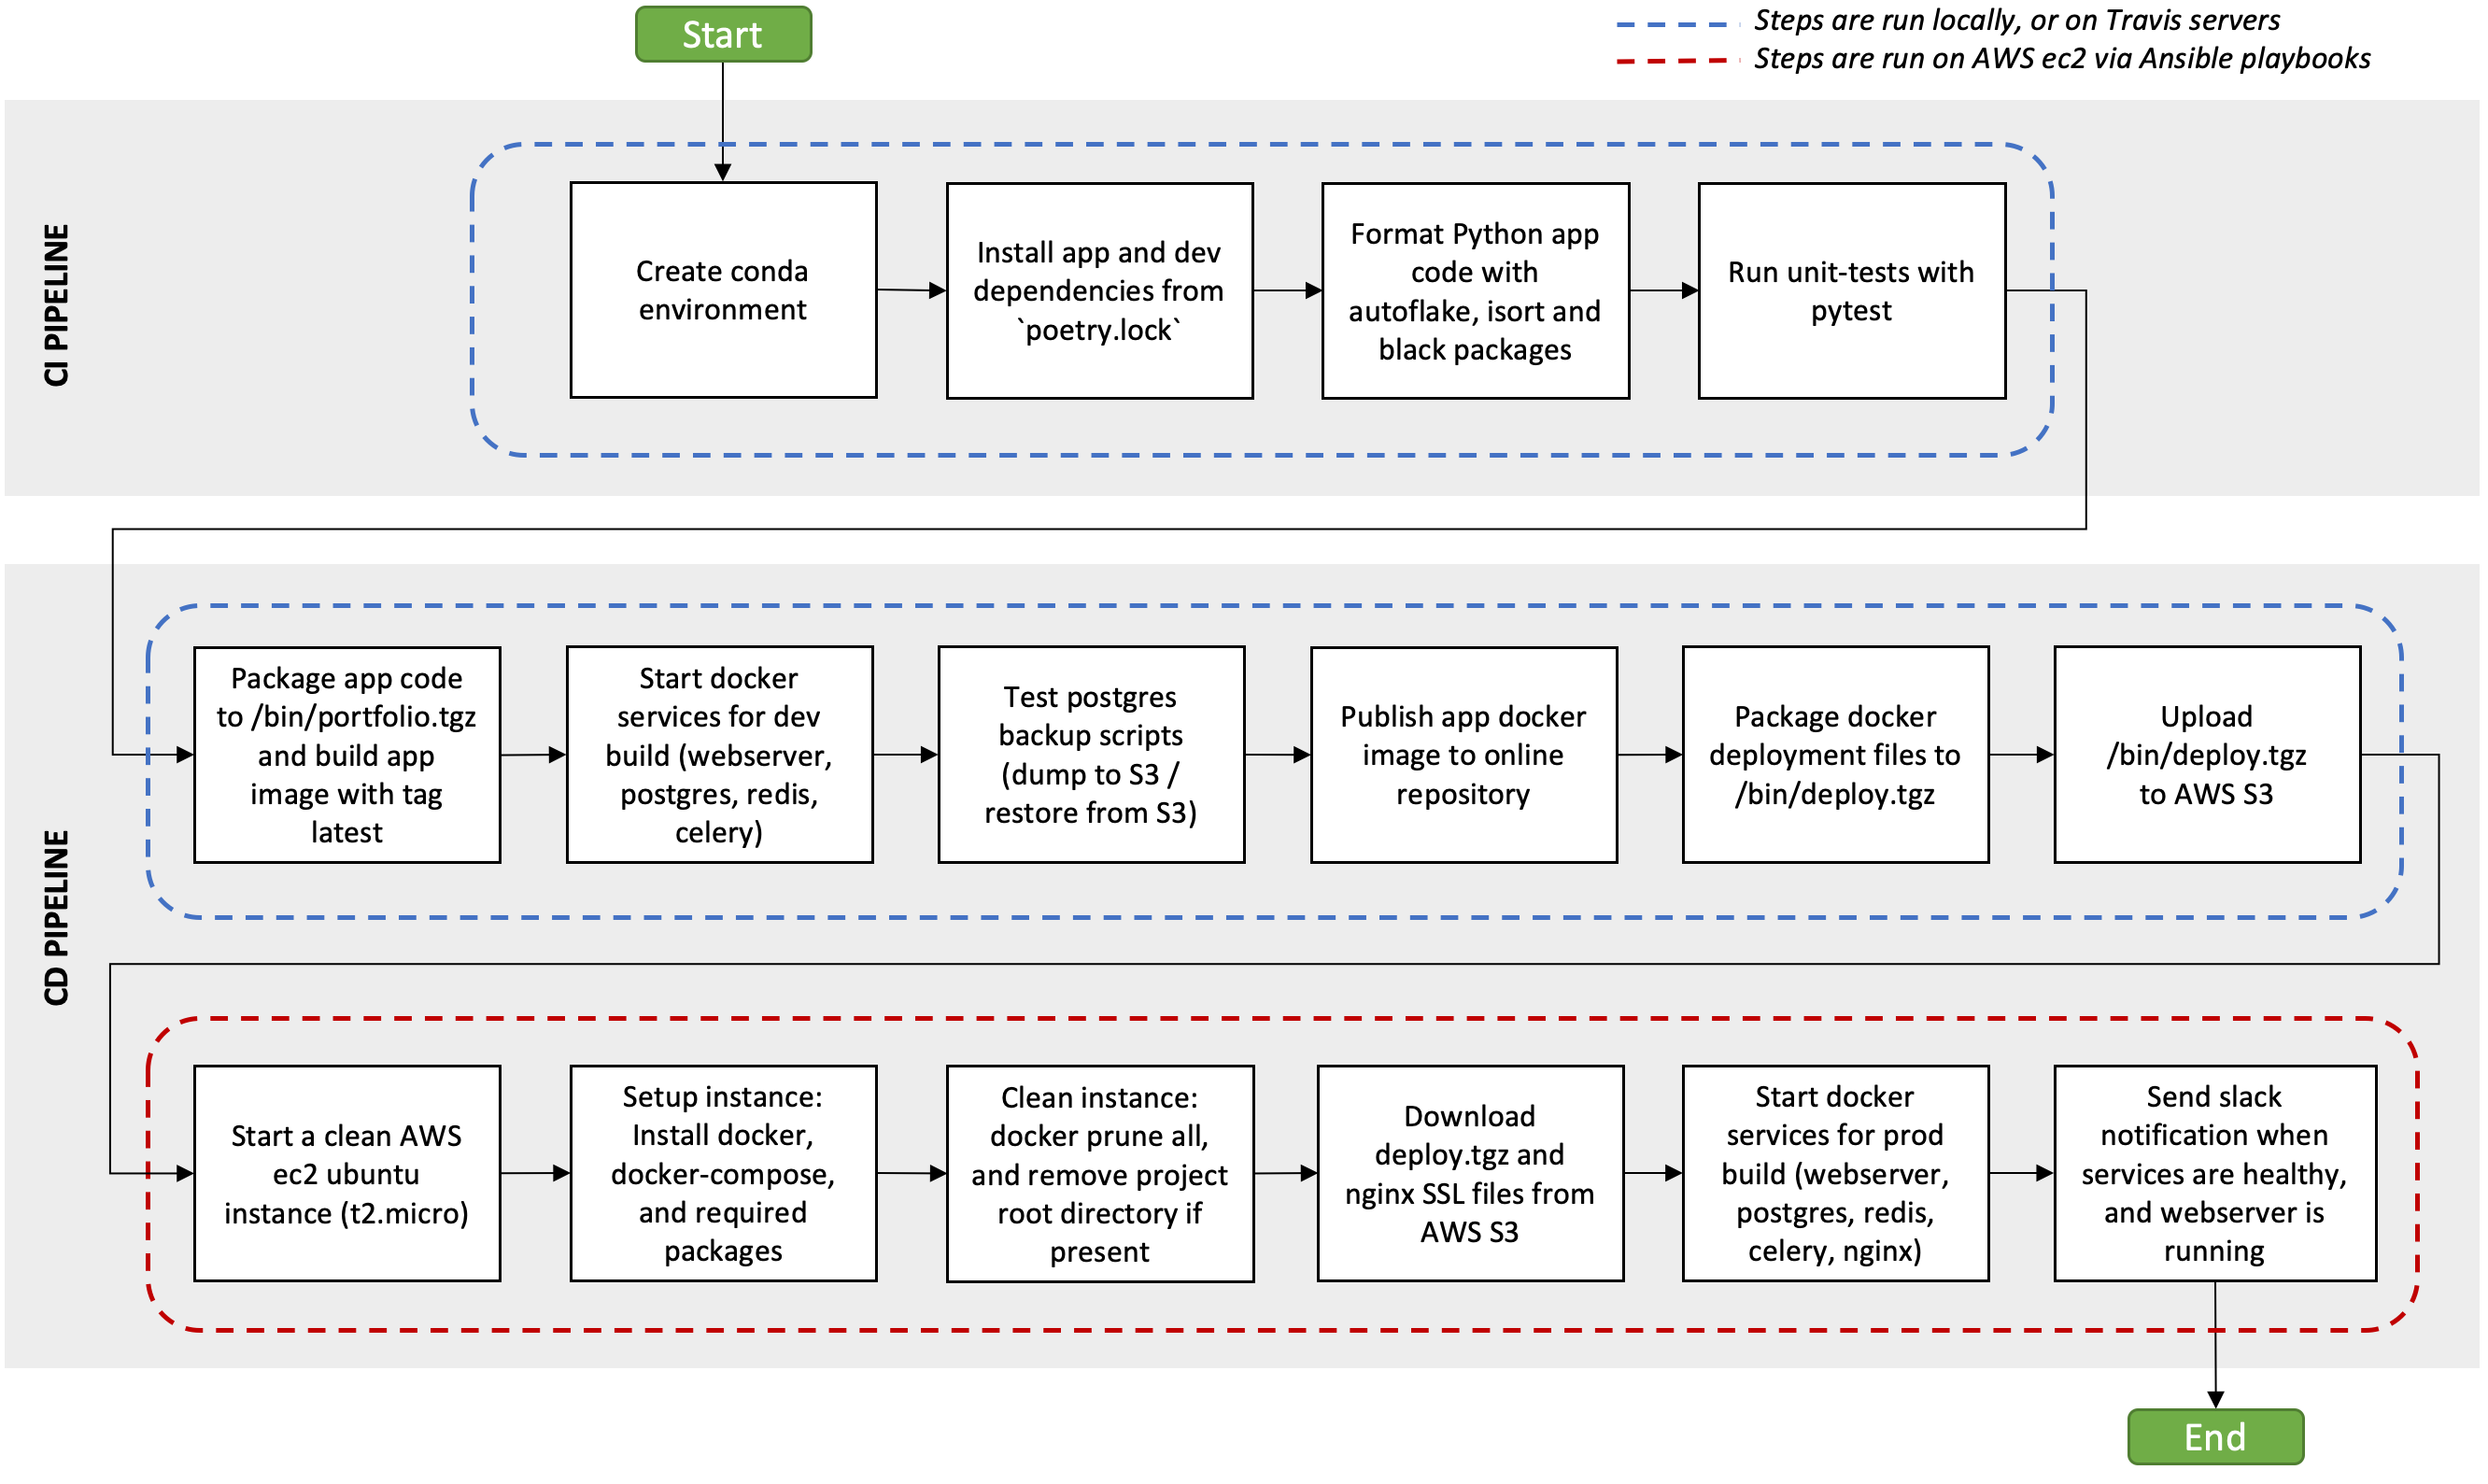 Start
Steps are run locally, or on Travis servers
Steps are run on AWS ec2 via Ansible playbooks
CI PIPELINE
Create conda
environment
Install app and dev
dependencies from
`poetry.lock`
Format Python app
code with
autoflake, isort and
black packages
Run unit-tests with
pytest
CD PIPELINE
Package app code
to /bin/portfolio.tgz
and build app
image with tag
latest
Start docker
services for dev
build (webserver,
postgres, redis,
celery)
Test postgres
backup scripts
(dump to S3 /
restore from S3)
Publish app docker
image to online
repository
Package docker
deployment files to
/bin/deploy.tgz
Upload
/bin/deploy.tgz
to AWS S3
Start a clean AWS
ec2 ubuntu
instance (t2.micro)
Setup instance:
Install docker,
docker-compose,
and required
packages
Clean instance:
docker prune all,
and remove project
root directory if
present
Download
deploy.tgz and
nginx SSL files from
AWS S3
Start docker
services for prod
build (webserver,
postgres, redis,
celery, nginx)
Send slack
notification when
services are healthy,
and webserver is
running
End